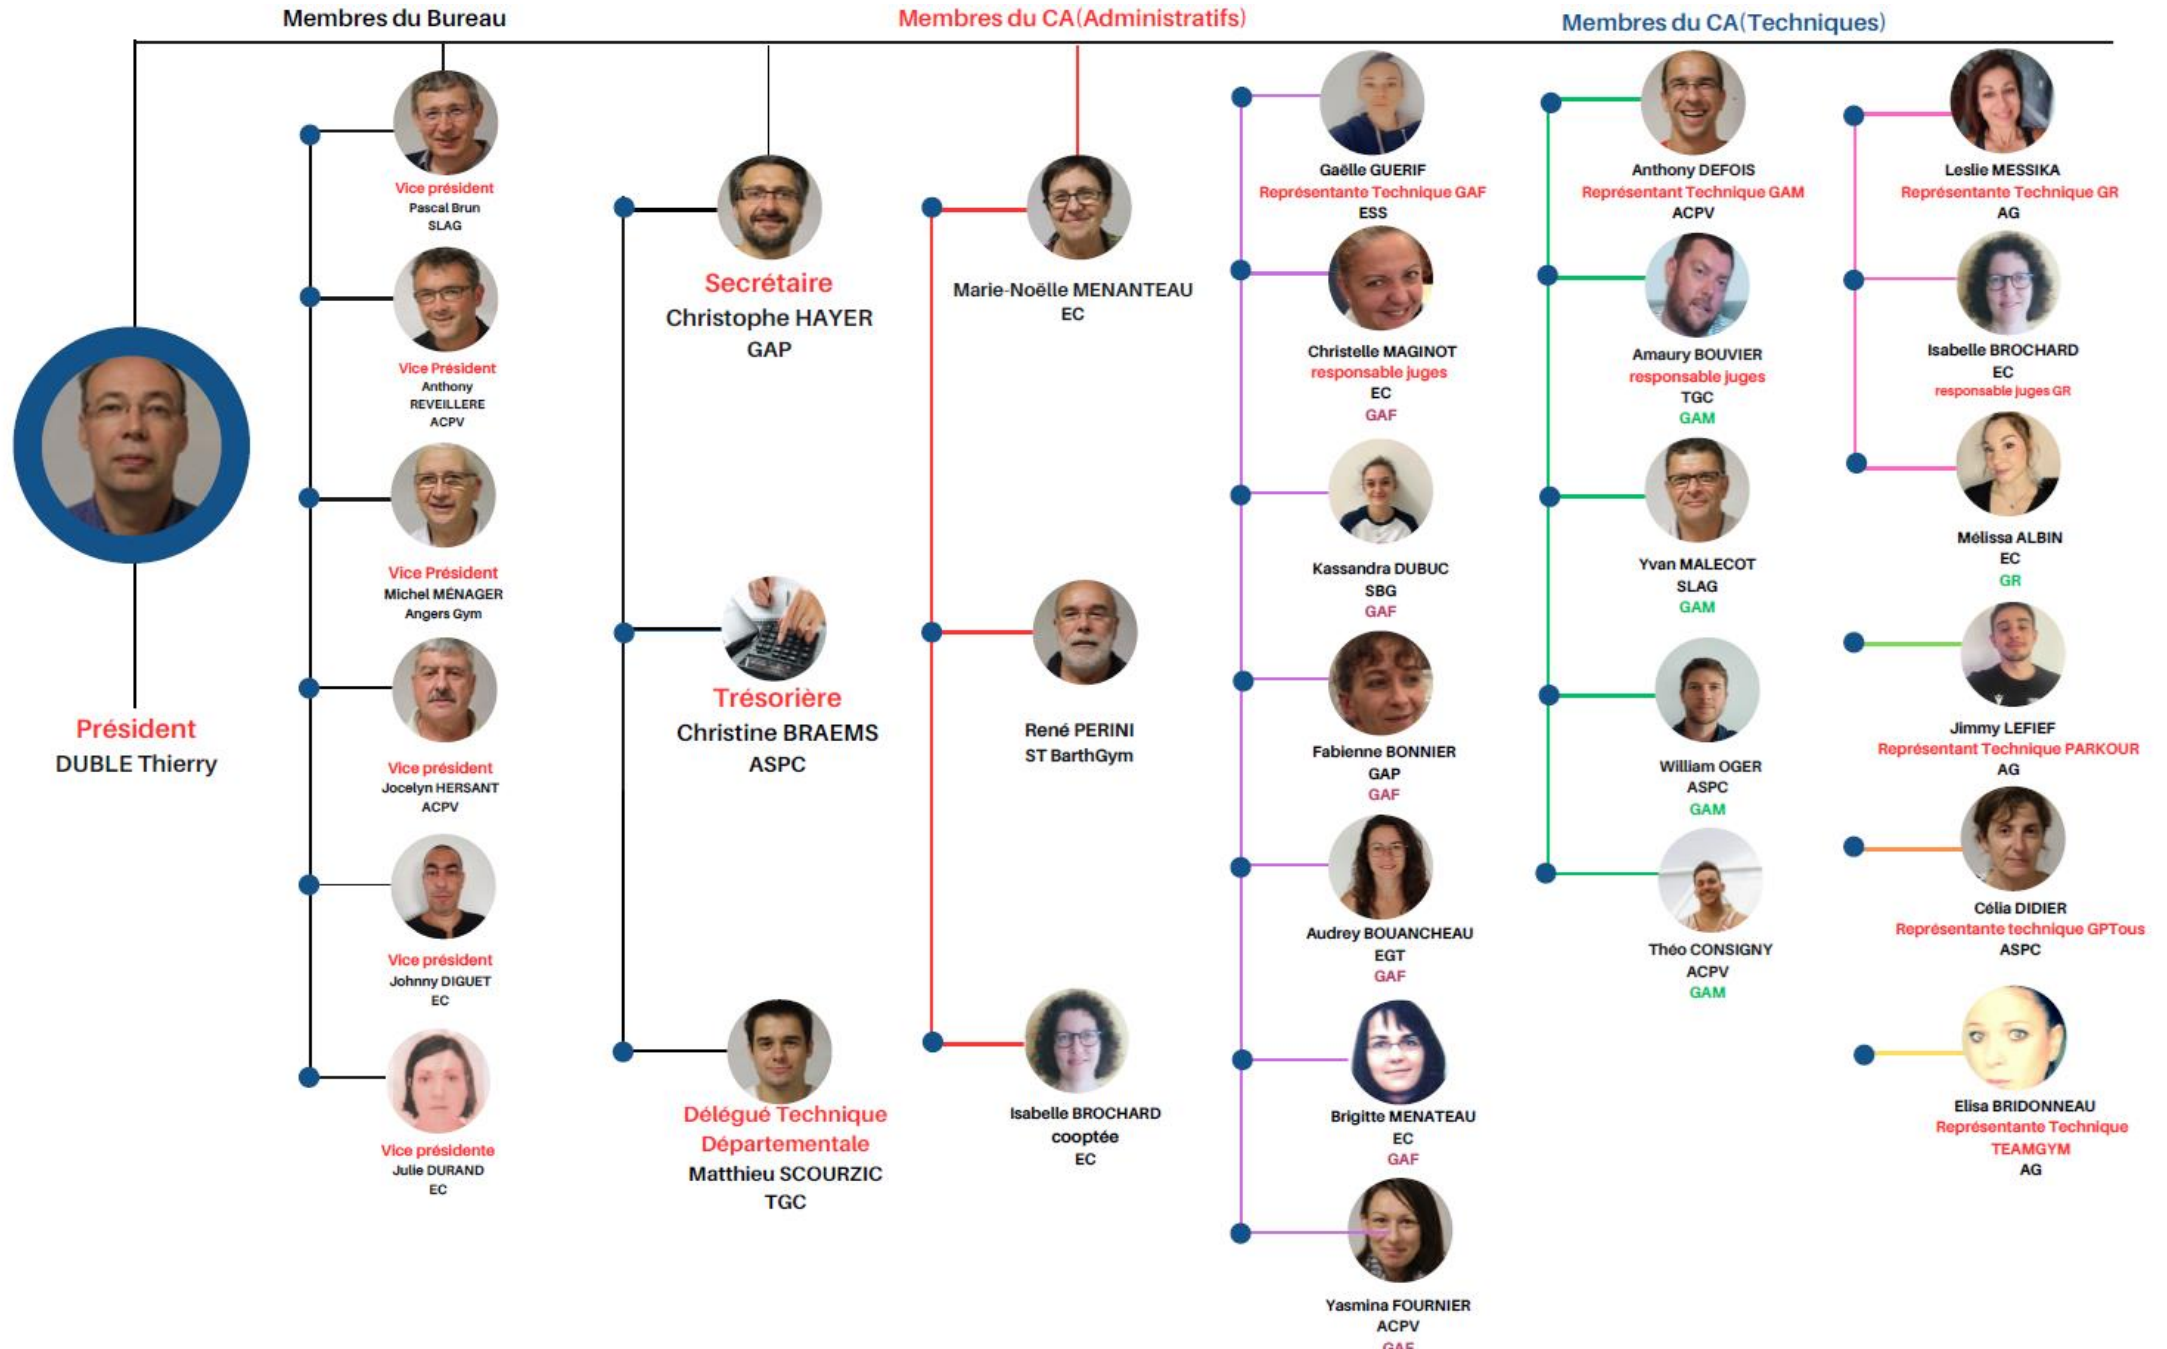 Membres du Bureau
Membres du CA(Administratifs)
Membres du CA(Techniques)
Président
DUBLE Thierry
Vice président
Pascal Brun
SLAG
Vice Président
Anthony
REVEILLERE
ACPV
Vice Président
Michel MÉNAGER
Angers Gym
Vice président
Jocelyn HERSANT
ACPV
Vice président
Johnny DIGUET
EC
Vice présidente
Julie DURAND
EC
Secrétaire
Christophe HAYER
GAP
Trésorière
Christine BRAEMS
ASPC
Délégué Technique
Départementale
Matthieu SCOURZIC
TGC
Marie-Noëlle MENANTEAU
EC
René PERINI
ST BarthGym
Isabelle BROCHARD
cooptée
EC
Gaëlle GUERIF
Représentante Technique GAF
ESS
Christelle MAGINOT
responsable juges
EC
GAF
Kassandra DUBUC
SBG
GAF
Fabienne BONNIER
GAP
GAF
Audrey BOUANCHEAU
EGT
GAF
Brigitte MENATEAU
EC
GAF
Yasmina FOURNIER
ACPV
GAF
Anthony DEFOIS
Représentant Technique GAM
ACPV
Amaury BOUVIER
responsable juges
TGC
GAM
Yvan MALECOT
SLAG
GAM
William OGER
ASPC
GAM
Théo CONSIGNY
ACPV
GAM
Leslie MESSIKA
Représentante Technique GR
AG
Isabelle BROCHARD
EC
responsable juges GR
Mélissa ALBIN
EC
GR
Jimmy LEFIEF
Représentant Technique PARKOUR
AG
Célia DIDIER
Représentante technique GPTous
ASPC
Elisa BRIDONNEAU
Représentante Technique
TEAMGYM
AG